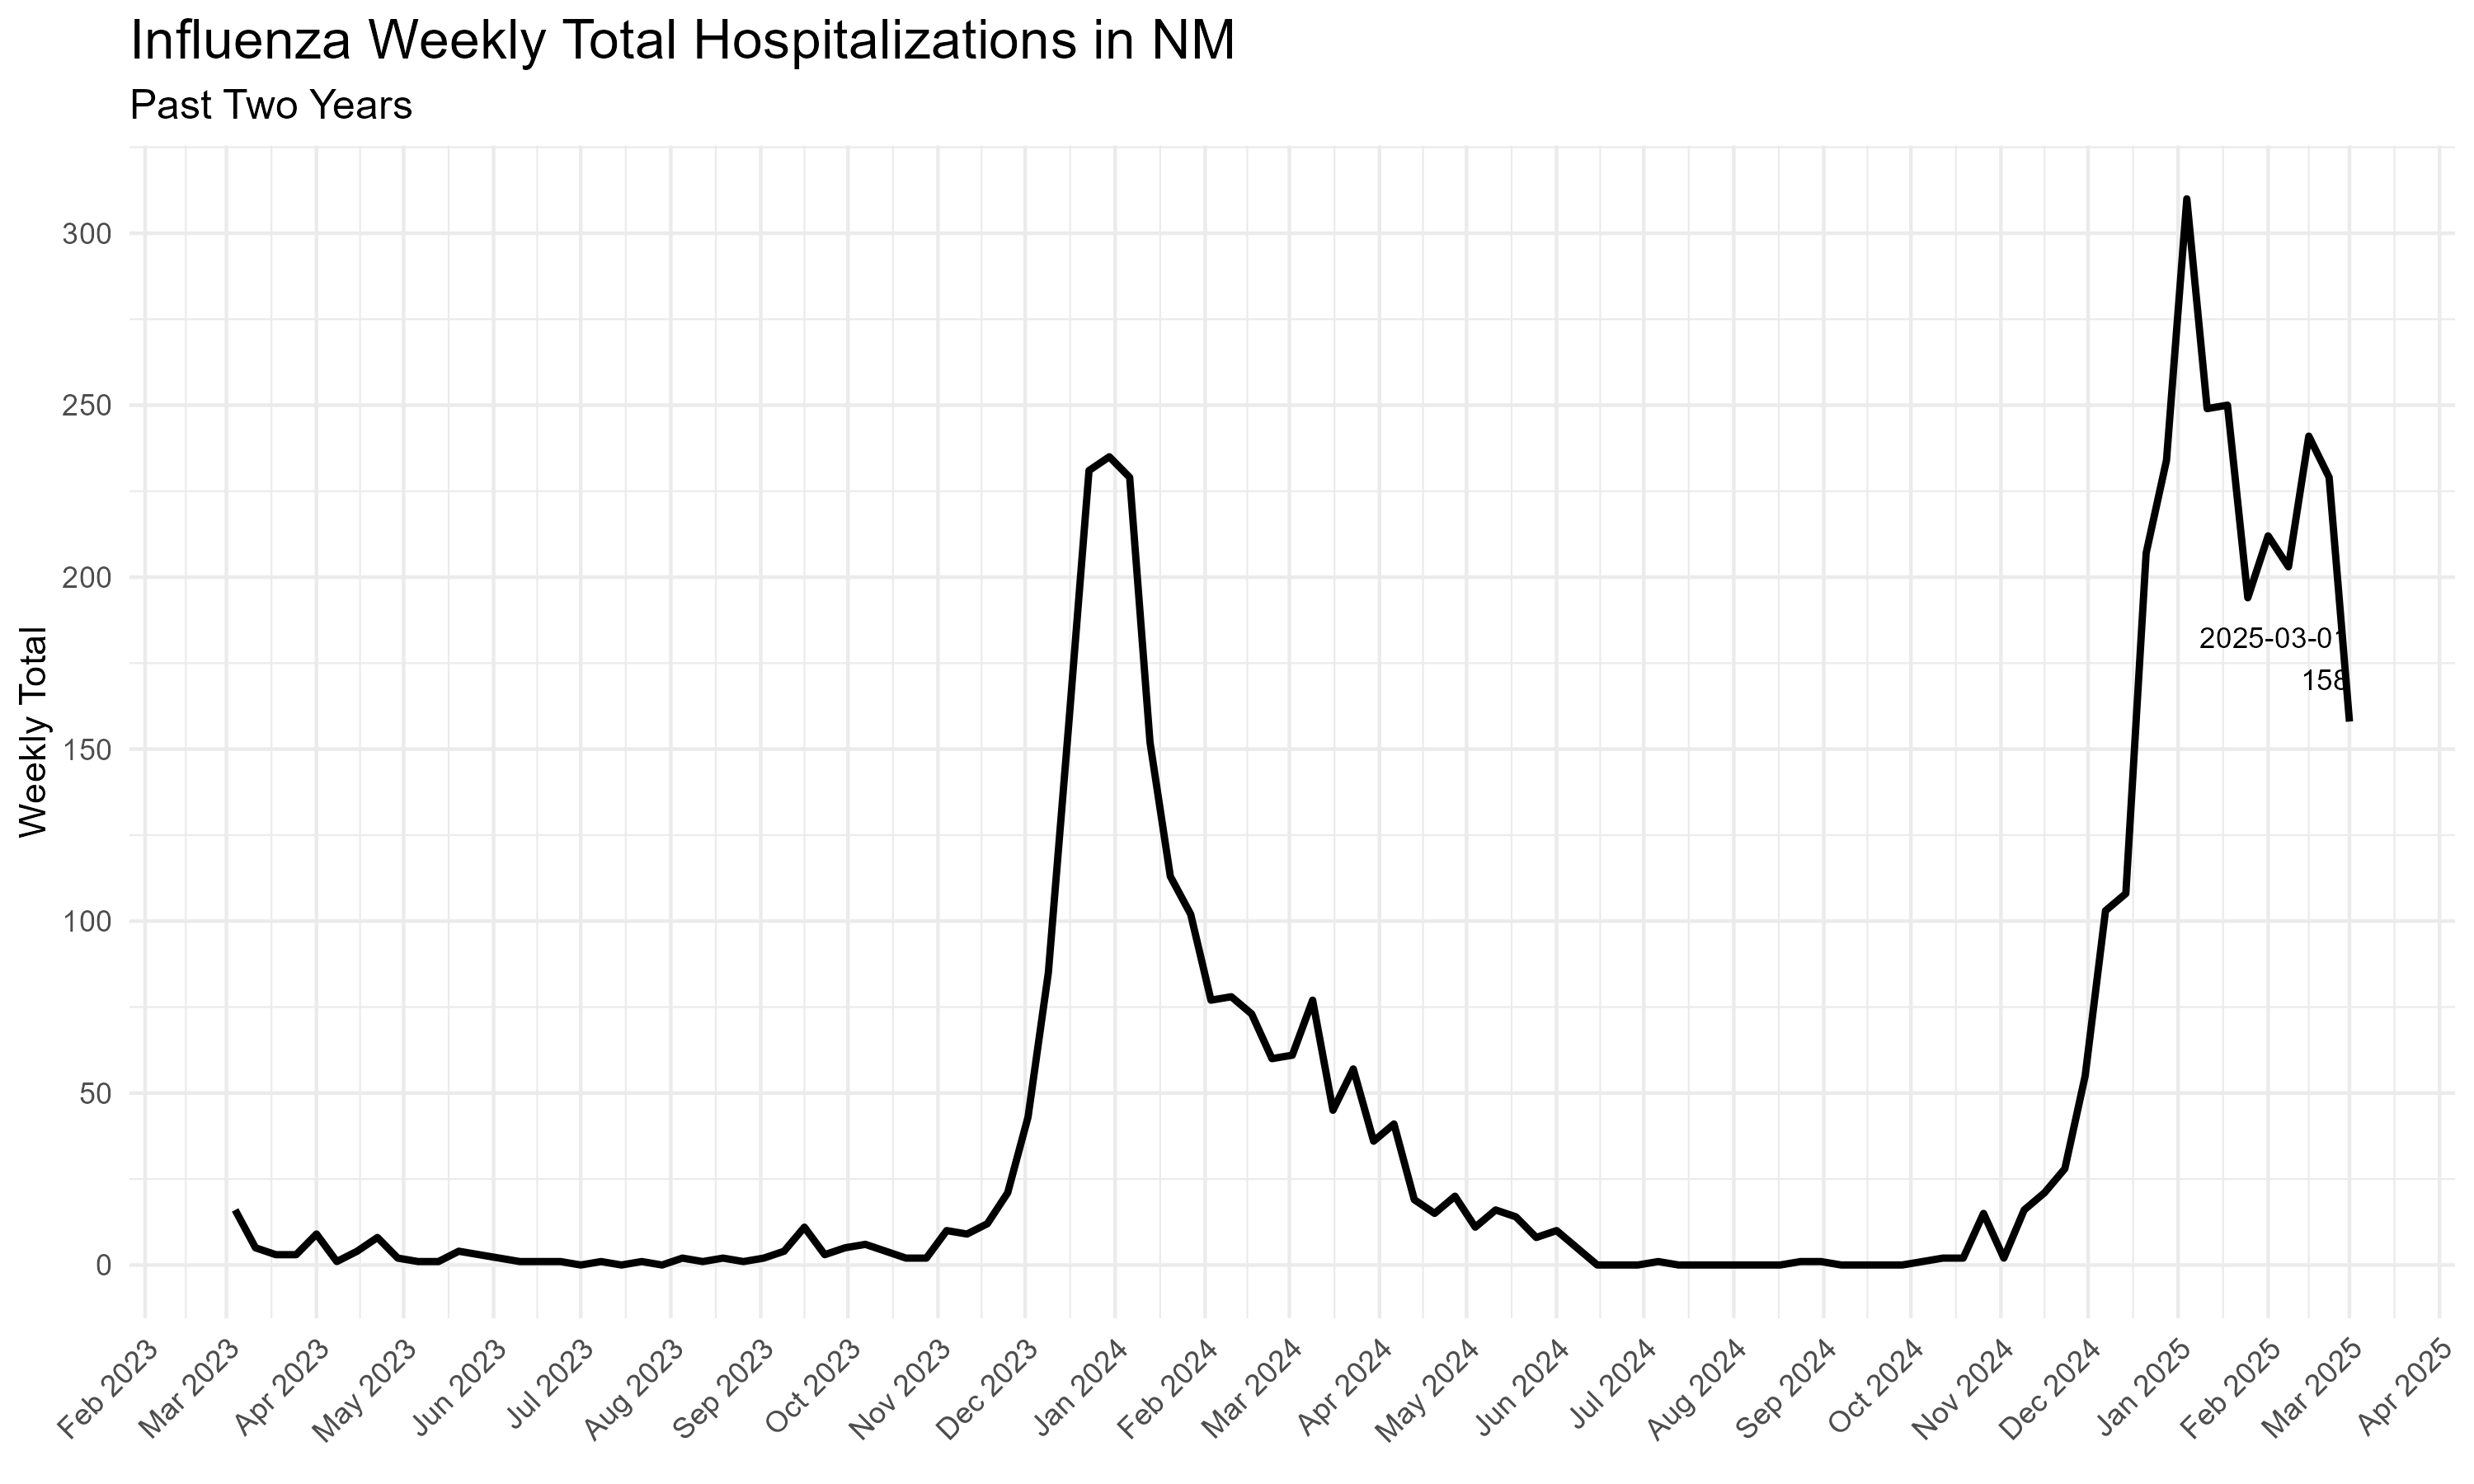 Influenza Weekly Total Hospitalizations in NM
Past Two Years
Weekly Total
300
250
200
150
100
50
0
2025-03-01
158
Feb 2023
Mar 2023
Apr 2023
May 2023
Jun 2023
Jul 2023
Aug 2023
Sep 2023
Oct 2023
Nov 2023
Dec 2023
Jan 2024
Feb 2024
Mar 2024
Apr 2024
May 2024
Jun 2024
Jul 2024
Aug 2024
Sep 2024
Oct 2024
Nov 2024
Dec 2024
Jan 2025
Feb 2025
Mar 2025
Apr 2025